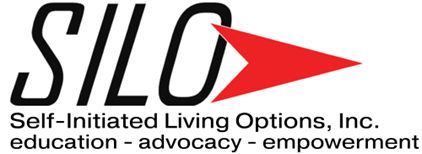 SILO
Self-Initiated Living Options, Inc.
education - advocacy - empowerment